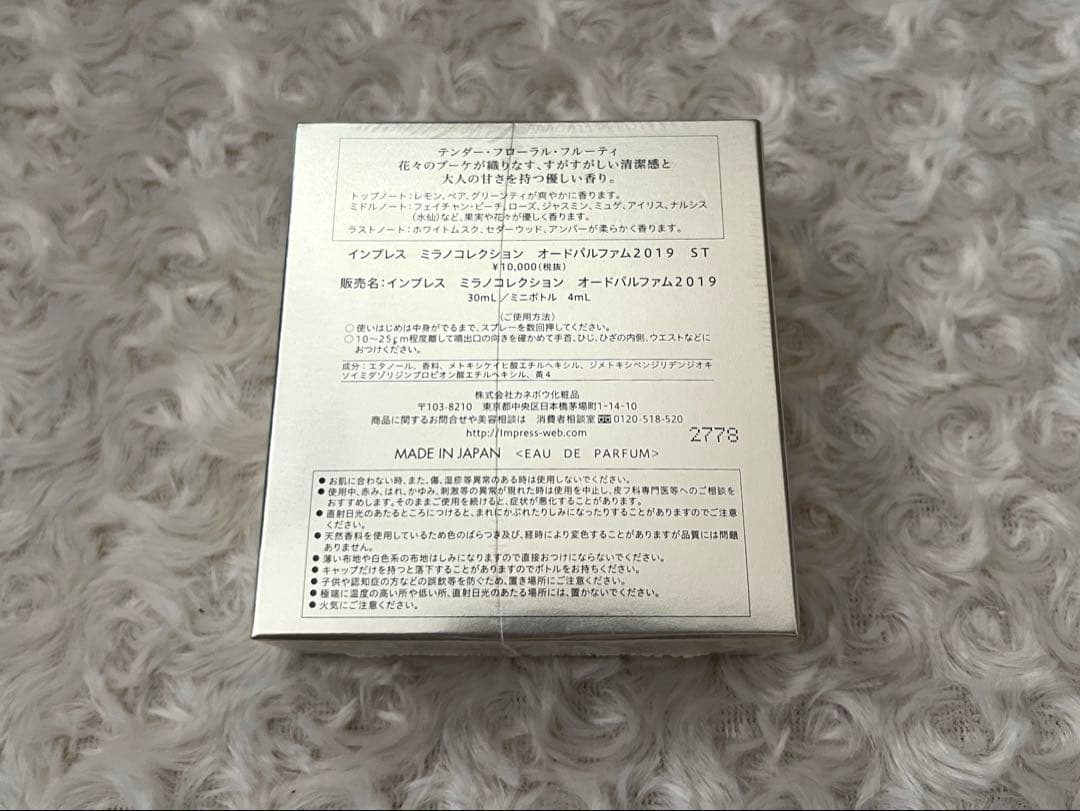 テンダー・フローラル・フルーティ
花々のブーケが織りなす、すがすがしい清潔感と
大人の甘さを持つ優しい香り。
トップノート：レモン、ペア、グリーンティが爽やかに香ります。
ミドルノート：フェイチャン・ピーチ、ローズ、ジャスミン、ミュゲ、アイリス、ナルシス
（水仙）など、果実や花々が優しく香ります。
ラストノート：ホワイトムスク、セダーウッド、アンバーが柔らかく香ります。
インプレス　ミラノコレクション　オードパルファム2019　ST
¥10,000（税抜）
販売名：インプレス　ミラノコレクション　オードパルファム2019
30mL／ミニボトル　4mL
〈ご使用方法〉
○使いはじめは中身がでるまで、スプレーを数回押してください。
○10〜25cm程度離して噴出口の向きを確かめて手首、ひじ、ひざの内側、ウエストなどに
おつけください。
成分：エタノール、香料、メトキシケイヒ酸エチルヘキシル、ジメトキシベンジリデンジオキ
ソイミダゾリジンプロピオン酸エチルヘキシル、黄4
株式会社カネボウ化粧品
〒103-8210　東京都中央区日本橋茅場町1-14-10
商品に関するお問合せや美容相談は　消費者相談室 0120-518-520
http://Impress-web.com
2778
MADE IN JAPAN <EAU DE PARFUM>
●お肌に合わない時、また、傷、湿疹等異常のある時は使用しないでください。
●使用中、赤み、はれ、かゆみ、刺激等の異常が現れた時は使用を中止し、皮フ科専門医等へのご相談を
おすすめします。そのままご使用を続けると、症状が悪化することがあります。
●直射日光のあたるところにつけると、まれにかぶれたりしみになったりすることがありますのでご注意
ください。
●天然香料を使用しているため色のばらつき及び、経時により変色することがありますが品質には問題
ありません。
●薄い布地や白色系の布地はしみになりますので直接おつけにならないでください。
●キャップだけを持つと落下することがありますのでボトルをお持ちください。
●子供や認知症の方などの誤飲等を防ぐため、置き場所にご注意ください。
●極端に温度の高い所や低い所、直射日光のあたる場所には、置かないでください。
●火気にご注意ください。